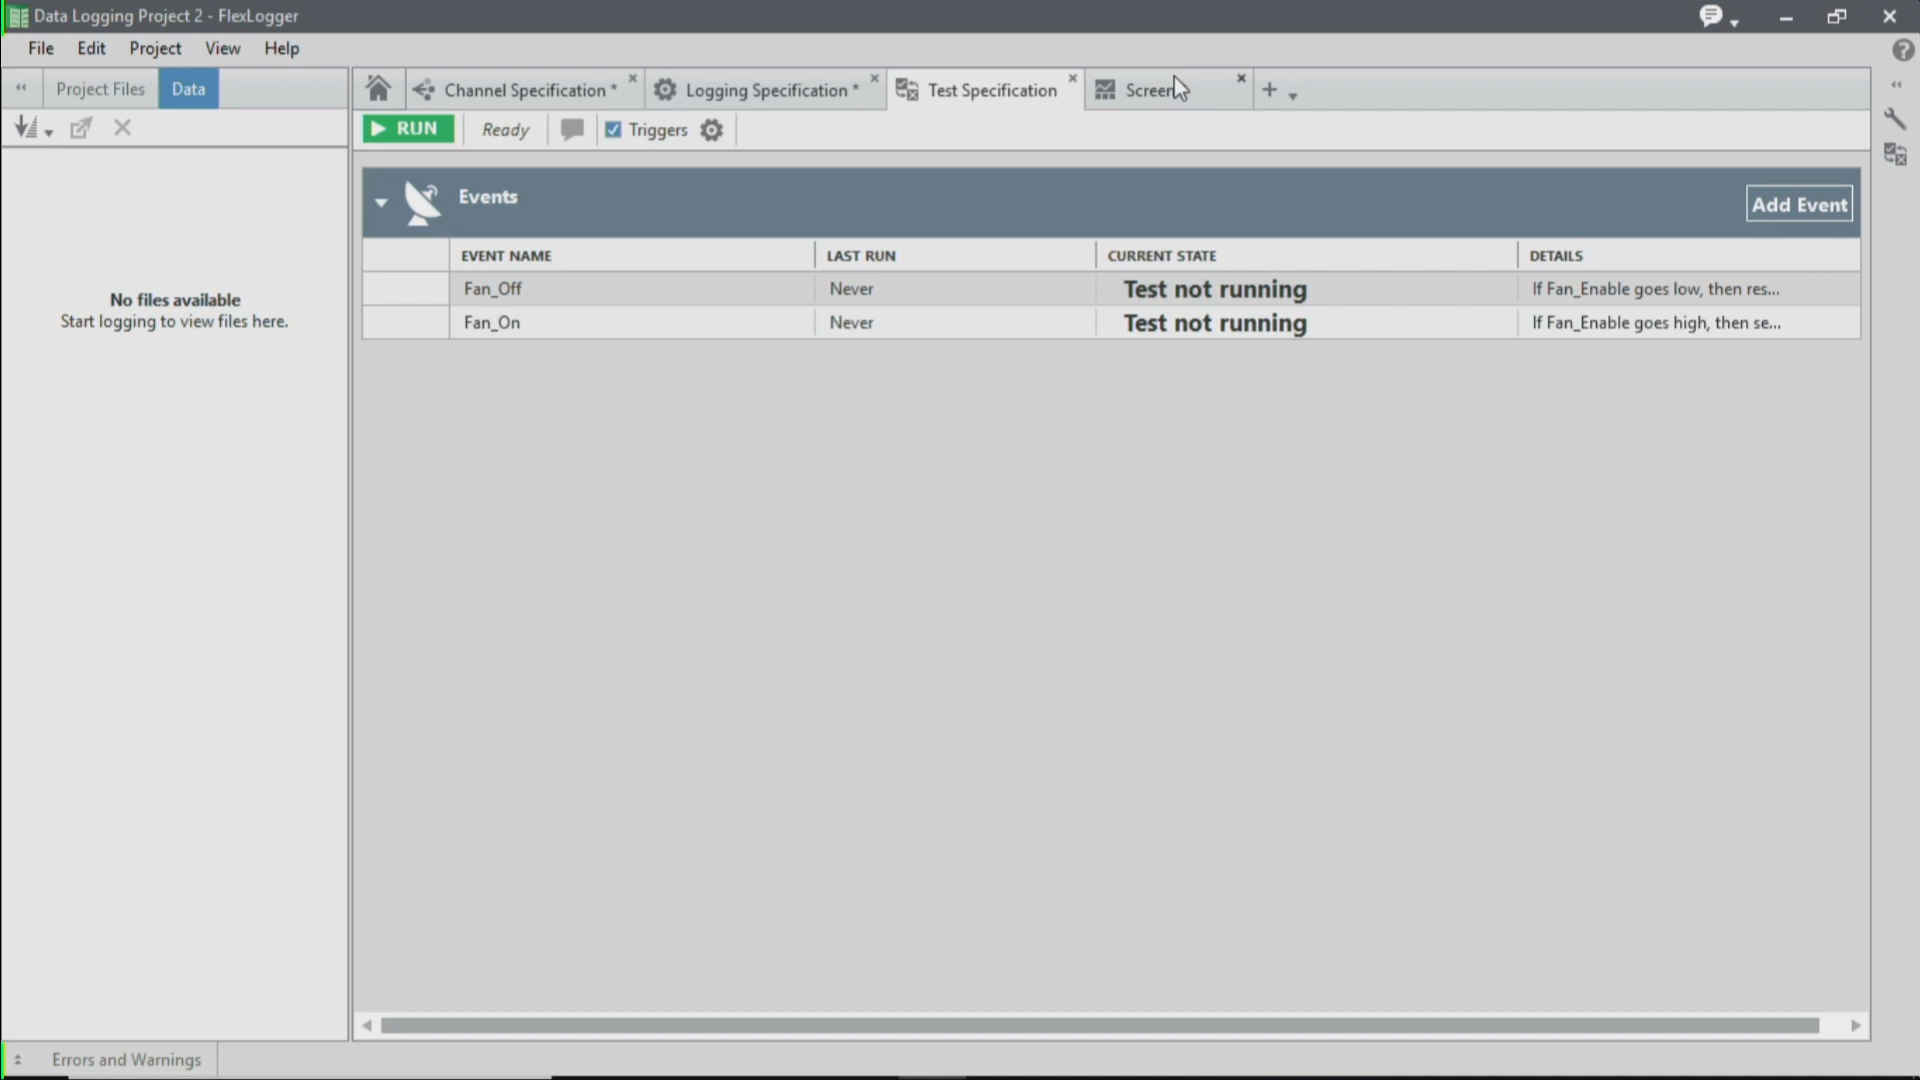 Data Logging Project 2 - FlexLogger
File Edit Project View Help
Project Files Data
Channel Specification * Logging Specification * Test Specification Screen
RUN Ready Triggers
Events
Add Event
EVENT NAME LAST RUN CURRENT STATE DETAILS
Fan_Off Never Test not running If Fan_Enable goes low, then res...
Fan_On Never Test not running If Fan_Enable goes high, then se...
No files available
Start logging to view files here.
Errors and Warnings